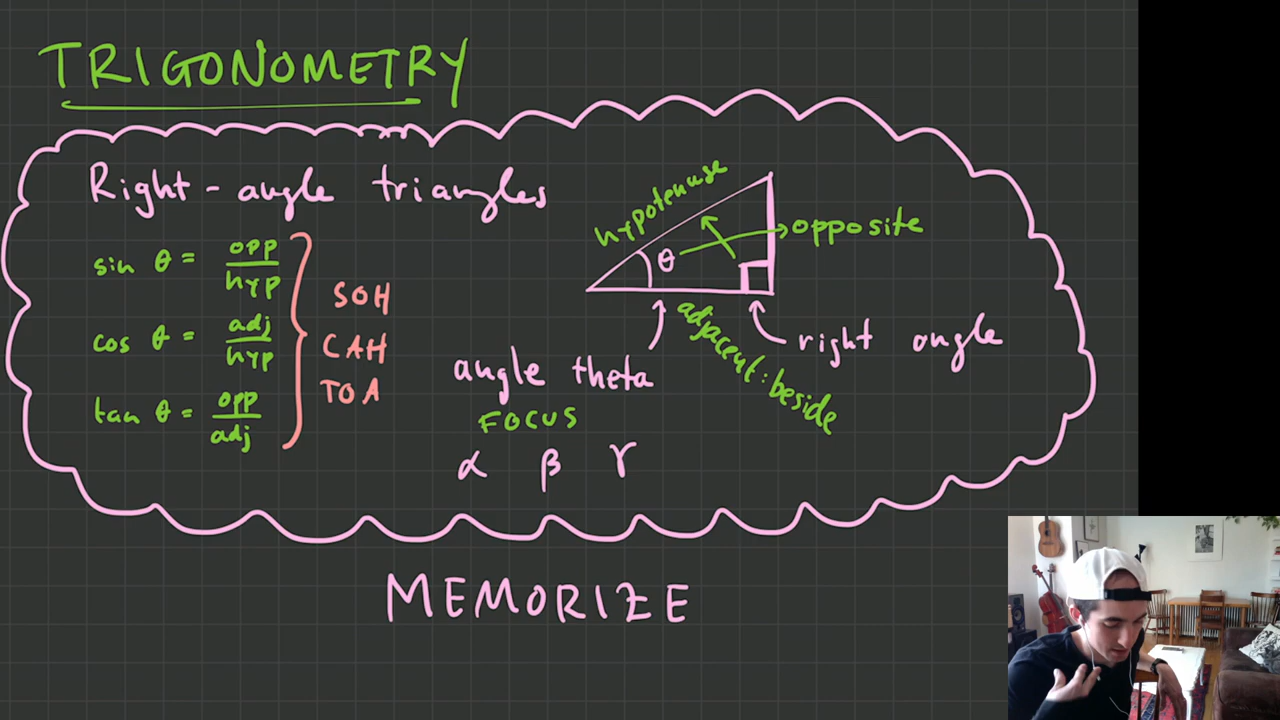 TRIGONOMETRY
Right-angle triangles
sin θ = opp/hyp
cos θ = adj/hyp
tan θ = opp/adj
SOH
CAH
TOA
hypotenuse
opposite
θ
adjacent: beside
right angle
angle theta
FOCUS
α β γ
MEMORIZE